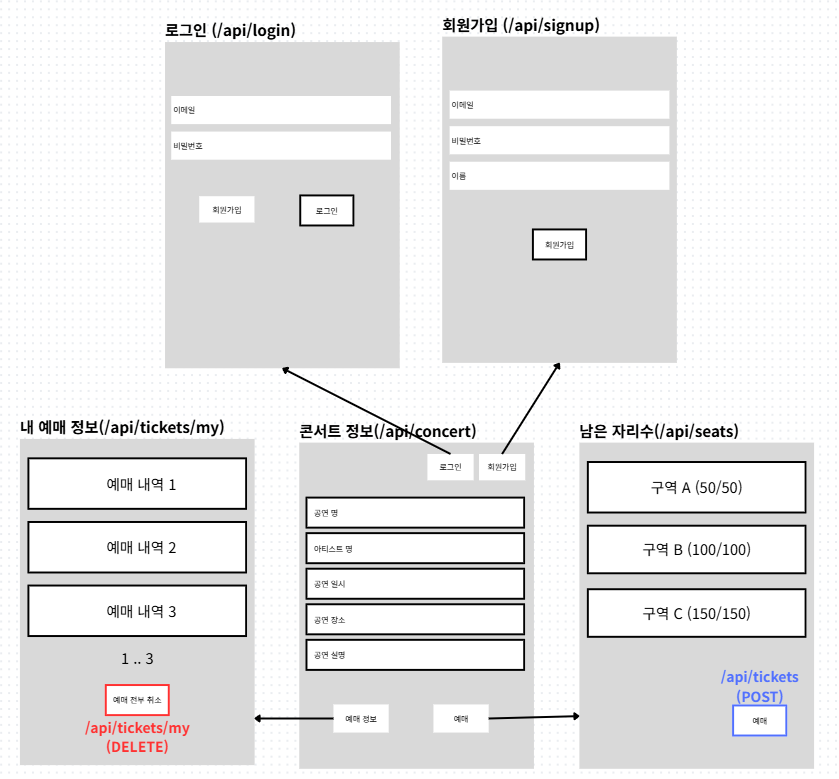 로그인 (/api/login)
이메일
비밀번호
회원가입
로그인
회원가입 (/api/signup)
이메일
비밀번호
이름
회원가입
내 예매 정보(/api/tickets/my)
예매 내역 1
예매 내역 2
예매 내역 3
1 .. 3
예매 전부 취소
/api/tickets/my
(DELETE)
콘서트 정보(/api/concert)
로그인
회원가입
공연 명
아티스트 명
공연 일시
공연 장소
공연 설명
예매 정보
예매
남은 자리수(/api/seats)
구역 A (50/50)
구역 B (100/100)
구역 C (150/150)
/api/tickets
(POST)
예매